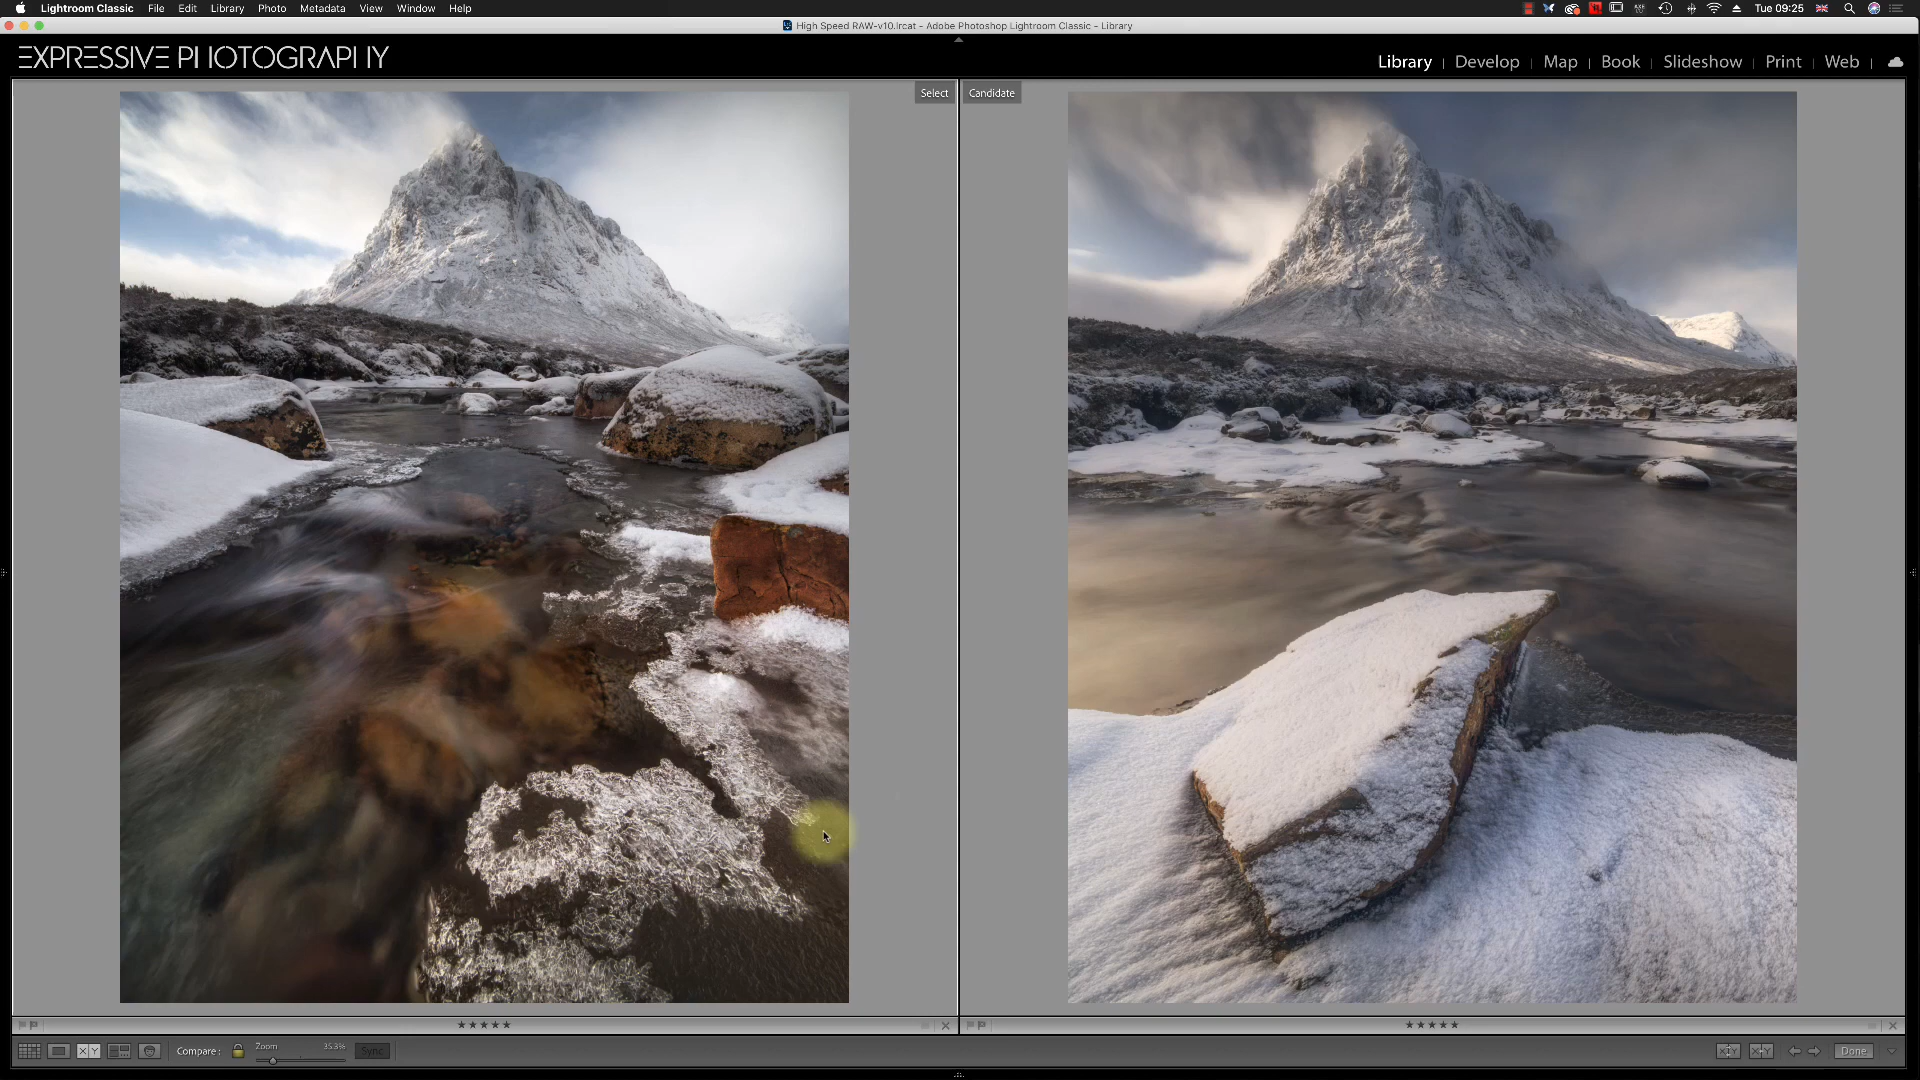 Lightroom Classic File Edit Library Photo Metadata View Window Help Tue 09:25
High Speed RAW-v10.lrcat - Adobe Photoshop Lightroom Classic - Library
EXPRESSIVE PHOTOGRAPHY
Library | Develop | Map | Book | Slideshow | Print | Web |
Select Candidate
Compare : Zoom 35.3% Sync Done